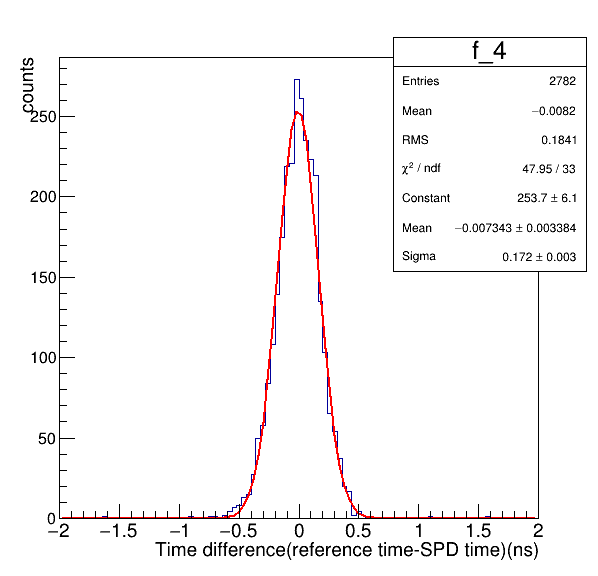 f_4
Entries 2782
Mean −0.0082
RMS 0.1841
χ² / ndf 47.95 / 33
Constant 253.7 ± 6.1
Mean −0.007343 ± 0.003384
Sigma 0.172 ± 0.003
counts
250
200
150
100
50
0
−2 −1.5 −1 −0.5 0 0.5 1 1.5 2
Time difference(reference time-SPD time)(ns)